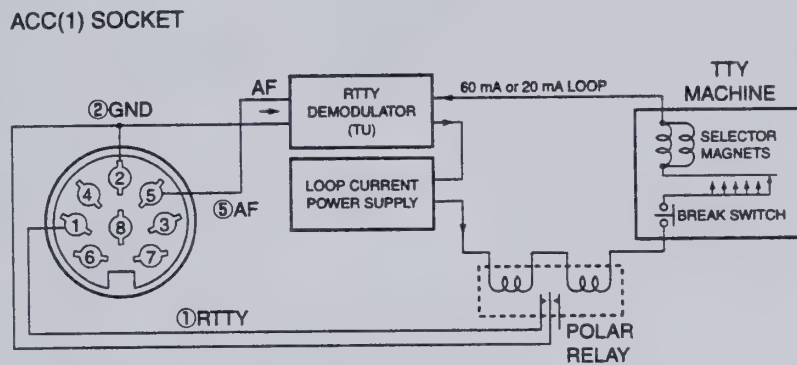 ACC(1) SOCKET
AF
RTTY
DEMODULATOR
(TU)
60 mA or 20 mA LOOP
TTY
MACHINE
②GND
SELECTOR
MAGNETS
LOOP CURRENT
POWER SUPPLY
BREAK SWITCH
2
4
5
1
8
3
6
7
⑤AF
①RTTY
POLAR
RELAY